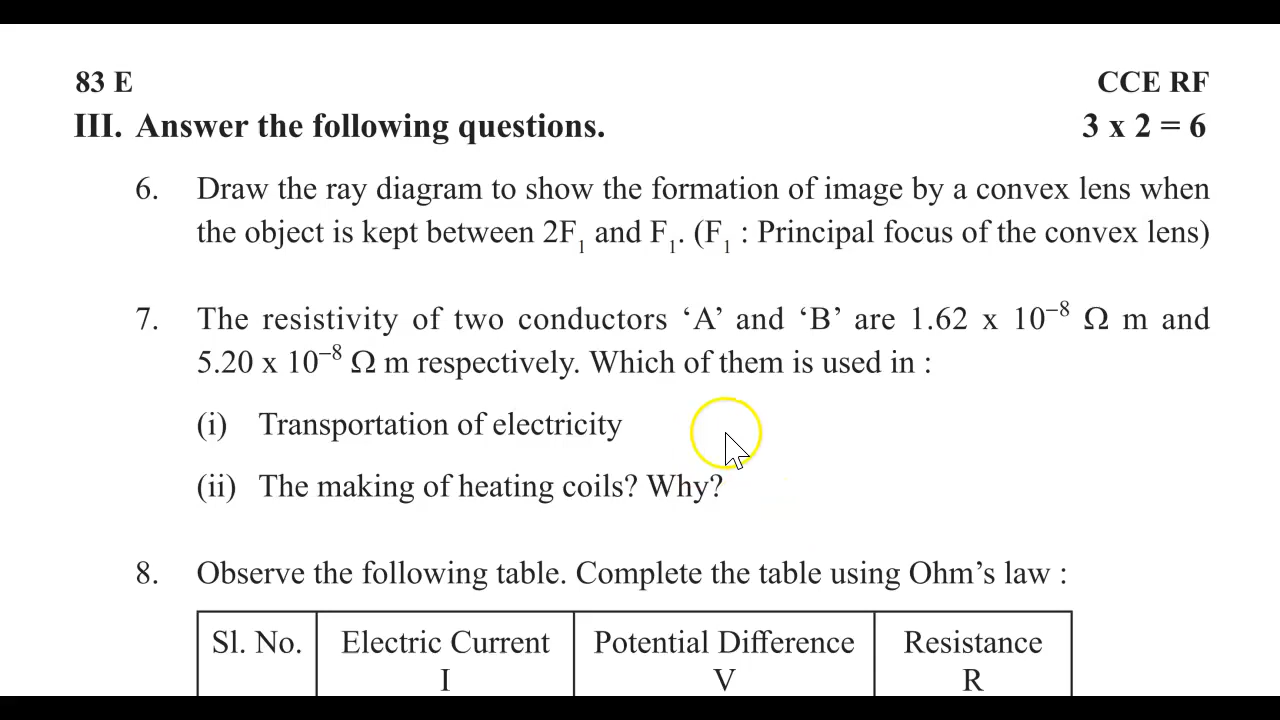 83 E CCE RF
III. Answer the following questions. 3 x 2 = 6
6. Draw the ray diagram to show the formation of image by a convex lens when
the object is kept between 2F₁ and F₁. (F₁ : Principal focus of the convex lens)
7. The resistivity of two conductors ‘A’ and ‘B’ are 1.62 x 10⁻⁸ Ω m and
5.20 x 10⁻⁸ Ω m respectively. Which of them is used in :
(i) Transportation of electricity
(ii) The making of heating coils? Why?
8. Observe the following table. Complete the table using Ohm’s law :
Sl. No. Electric Current Potential Difference Resistance
I V R